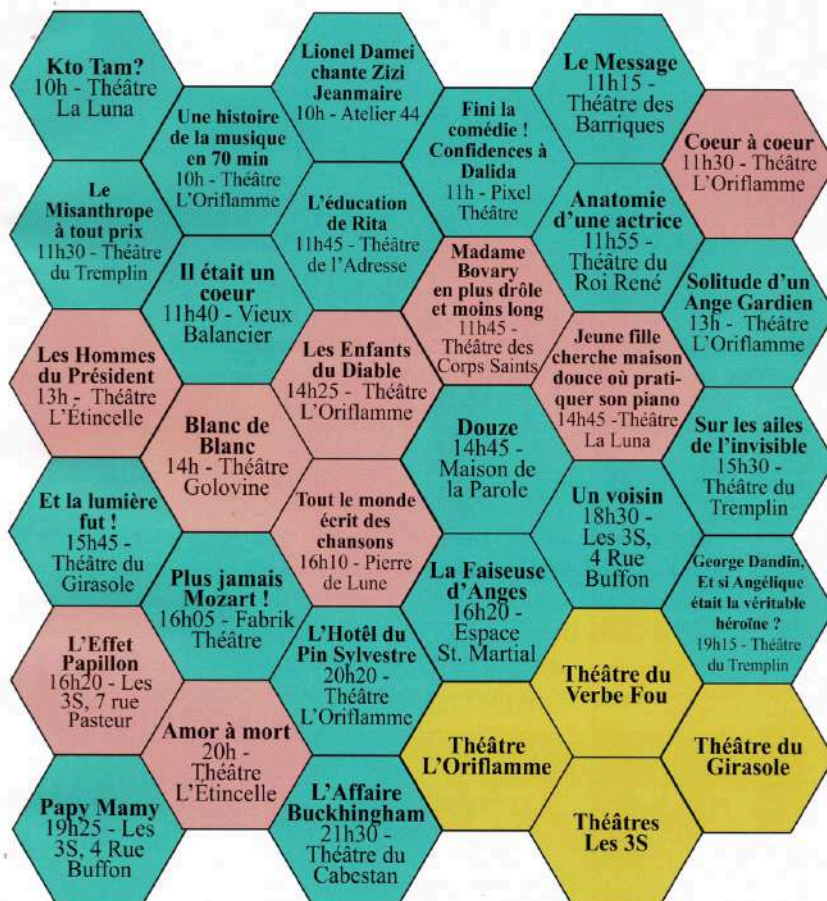 Kto Tam?
10h - Théâtre
La Luna
Une histoire
de la musique
en 70 min
10h - Théâtre
L'Oriflamme
Lionel Damei
chante Zizi
Jeanmaire
10h - Atelier 44
Fini la
comédie !
Confidences à
Dalida
11h - Pixel
Théâtre
Le Message
11h15 -
Théâtre des
Barriques
Coeur à coeur
11h30 - Théâtre
L'Oriflamme
Le
Misanthrope
à tout prix
11h30 - Théâtre
du Tremplin
Il était un
coeur
11h40 - Vieux
Balancier
L'éducation
de Rita
11h45 - Théâtre
de l'Adresse
Madame
Bovary
en plus drôle
et moins long
11h45 -
Théâtre des
Corps Saints
Anatomie
d'une actrice
11h55 -
Théâtre du
Roi René
Solitude d'un
Ange Gardien
13h - Théâtre
L'Oriflamme
Les Hommes
du Président
13h - Théâtre
L'Étincelle
Blanc de
Blanc
14h - Théâtre
Golovine
Les Enfants
du Diable
14h25 - Théâtre
L'Oriflamme
Douze
14h45 -
Maison de
la Parole
Jeune fille
cherche maison
douce où prati-
quer son piano
14h45 -Théâtre
La Luna
Sur les ailes
de l'invisible
15h30 -
Théâtre du
Tremplin
Et la lumière
fut !
15h45 -
Théâtre du
Girasole
Plus jamais
Mozart !
16h05 - Fabrik
Théâtre
Tout le monde
écrit des
chansons
16h10 - Pierre
de Lune
La Faiseuse
d'Anges
16h20 -
Espace
St. Martial
Un voisin
18h30 -
Les 3S,
4 Rue
Buffon
George Dandin,
Et si Angélique
était la véritable
héroïne ?
19h15 - Théâtre
du Tremplin
L'Effet
Papillon
16h20 - Les
3S, 7 rue
Pasteur
Amor à mort
20h -
Théâtre
L'Étincelle
L'Hotêl du
Pin Sylvestre
20h20 -
Théâtre
L'Oriflamme
Théâtre
L'Oriflamme
Théâtre du
Verbe Fou
Théâtre du
Girasole
Papy Mamy
19h25 - Les
3S, 4 Rue
Buffon
L'Affaire
Buckhingham
21h30 -
Théâtre du
Cabestan
Théâtres
Les 3S